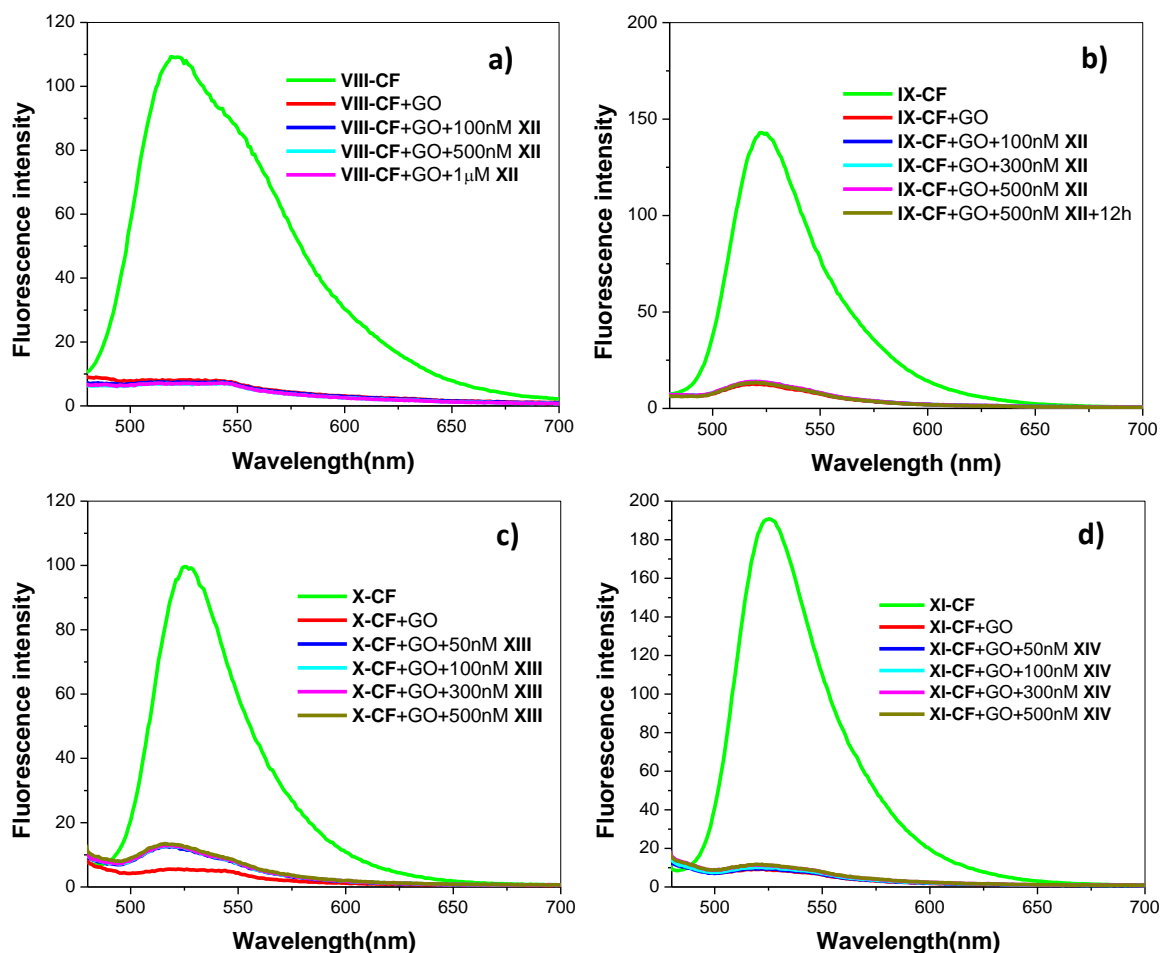 a)
VIII-CF
VIII-CF+GO
VIII-CF+GO+100nM XII
VIII-CF+GO+500nM XII
VIII-CF+GO+1μM XII
Fluorescence intensity
120
100
80
60
40
20
0
500 550 600 650 700
Wavelength(nm)
b)
IX-CF
IX-CF+GO
IX-CF+GO+100nM XII
IX-CF+GO+300nM XII
IX-CF+GO+500nM XII
IX-CF+GO+500nM XII+12h
Fluorescence intensity
200
150
100
50
0
500 550 600 650 700
Wavelength (nm)
c)
X-CF
X-CF+GO
X-CF+GO+50nM XIII
X-CF+GO+100nM XIII
X-CF+GO+300nM XIII
X-CF+GO+500nM XIII
Fluorescence intensity
120
100
80
60
40
20
0
500 550 600 650 700
Wavelength(nm)
d)
XI-CF
XI-CF+GO
XI-CF+GO+50nM XIV
XI-CF+GO+100nM XIV
XI-CF+GO+300nM XIV
XI-CF+GO+500nM XIV
Fluorescence intensity
200
180
160
140
120
100
80
60
40
20
0
500 550 600 650 700
Wavelength(nm)